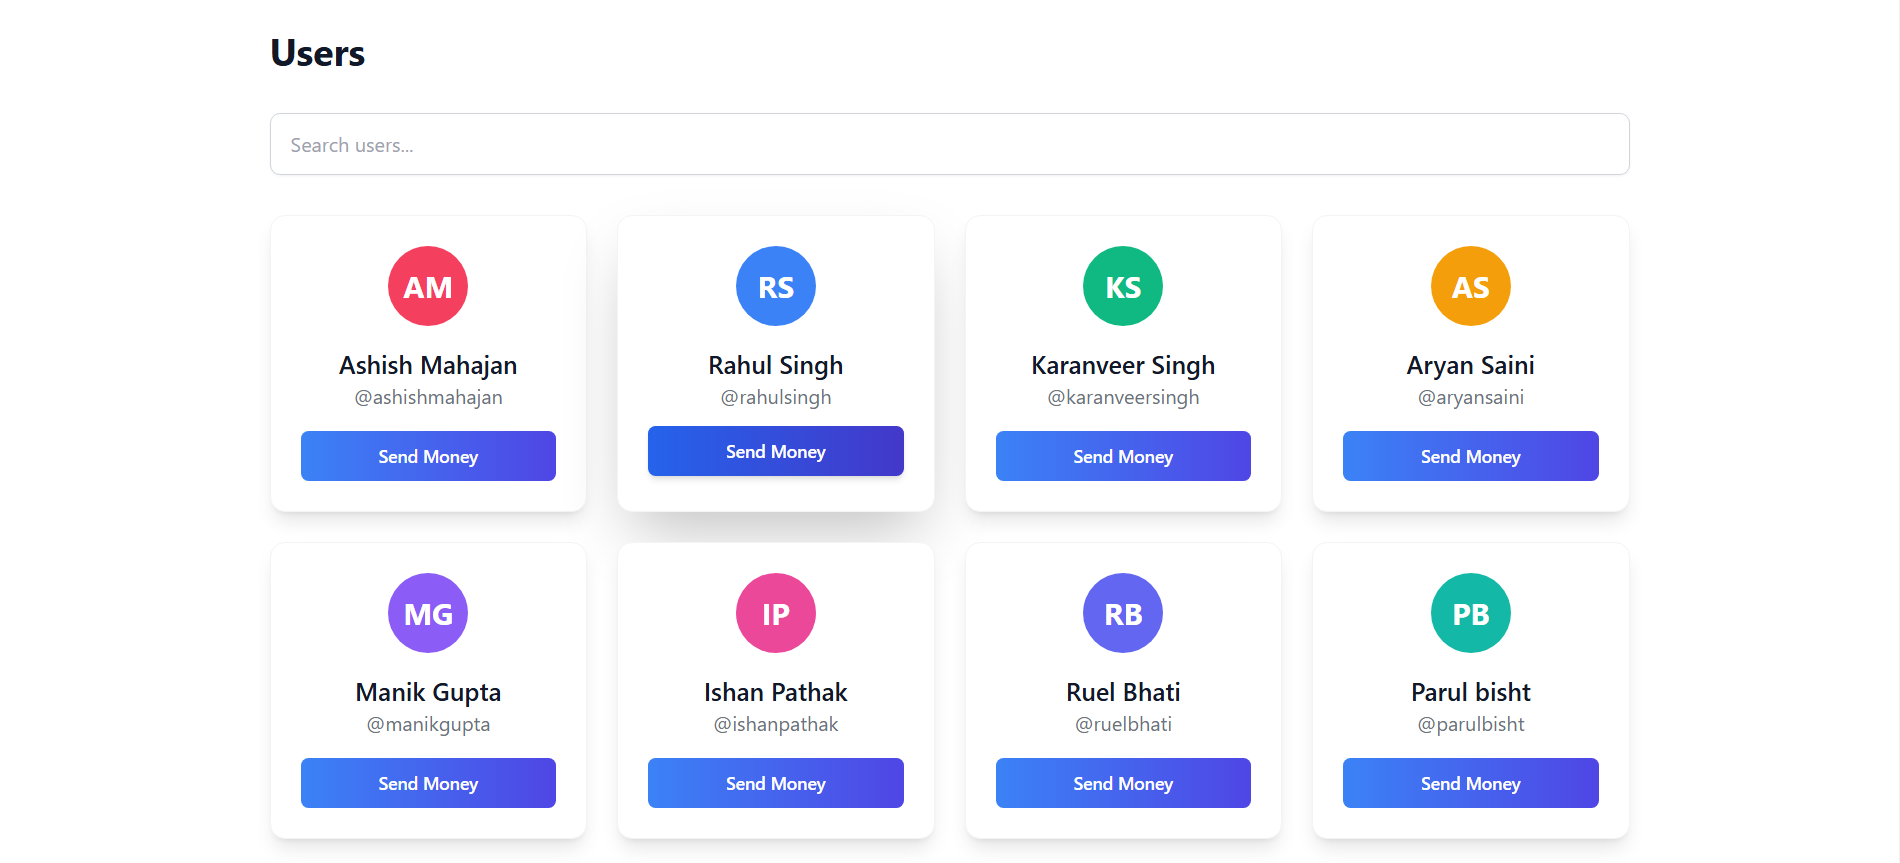 Users
Search users...
AM
RS
KS
AS
Ashish Mahajan
Rahul Singh
Karanveer Singh
Aryan Saini
@ashishmahajan
@rahulsingh
@karanveersingh
@aryansaini
Send Money
Send Money
Send Money
Send Money
MG
IP
RB
PB
Manik Gupta
Ishan Pathak
Ruel Bhati
Parul bisht
@manikgupta
@ishanpathak
@ruelbhati
@parulbisht
Send Money
Send Money
Send Money
Send Money